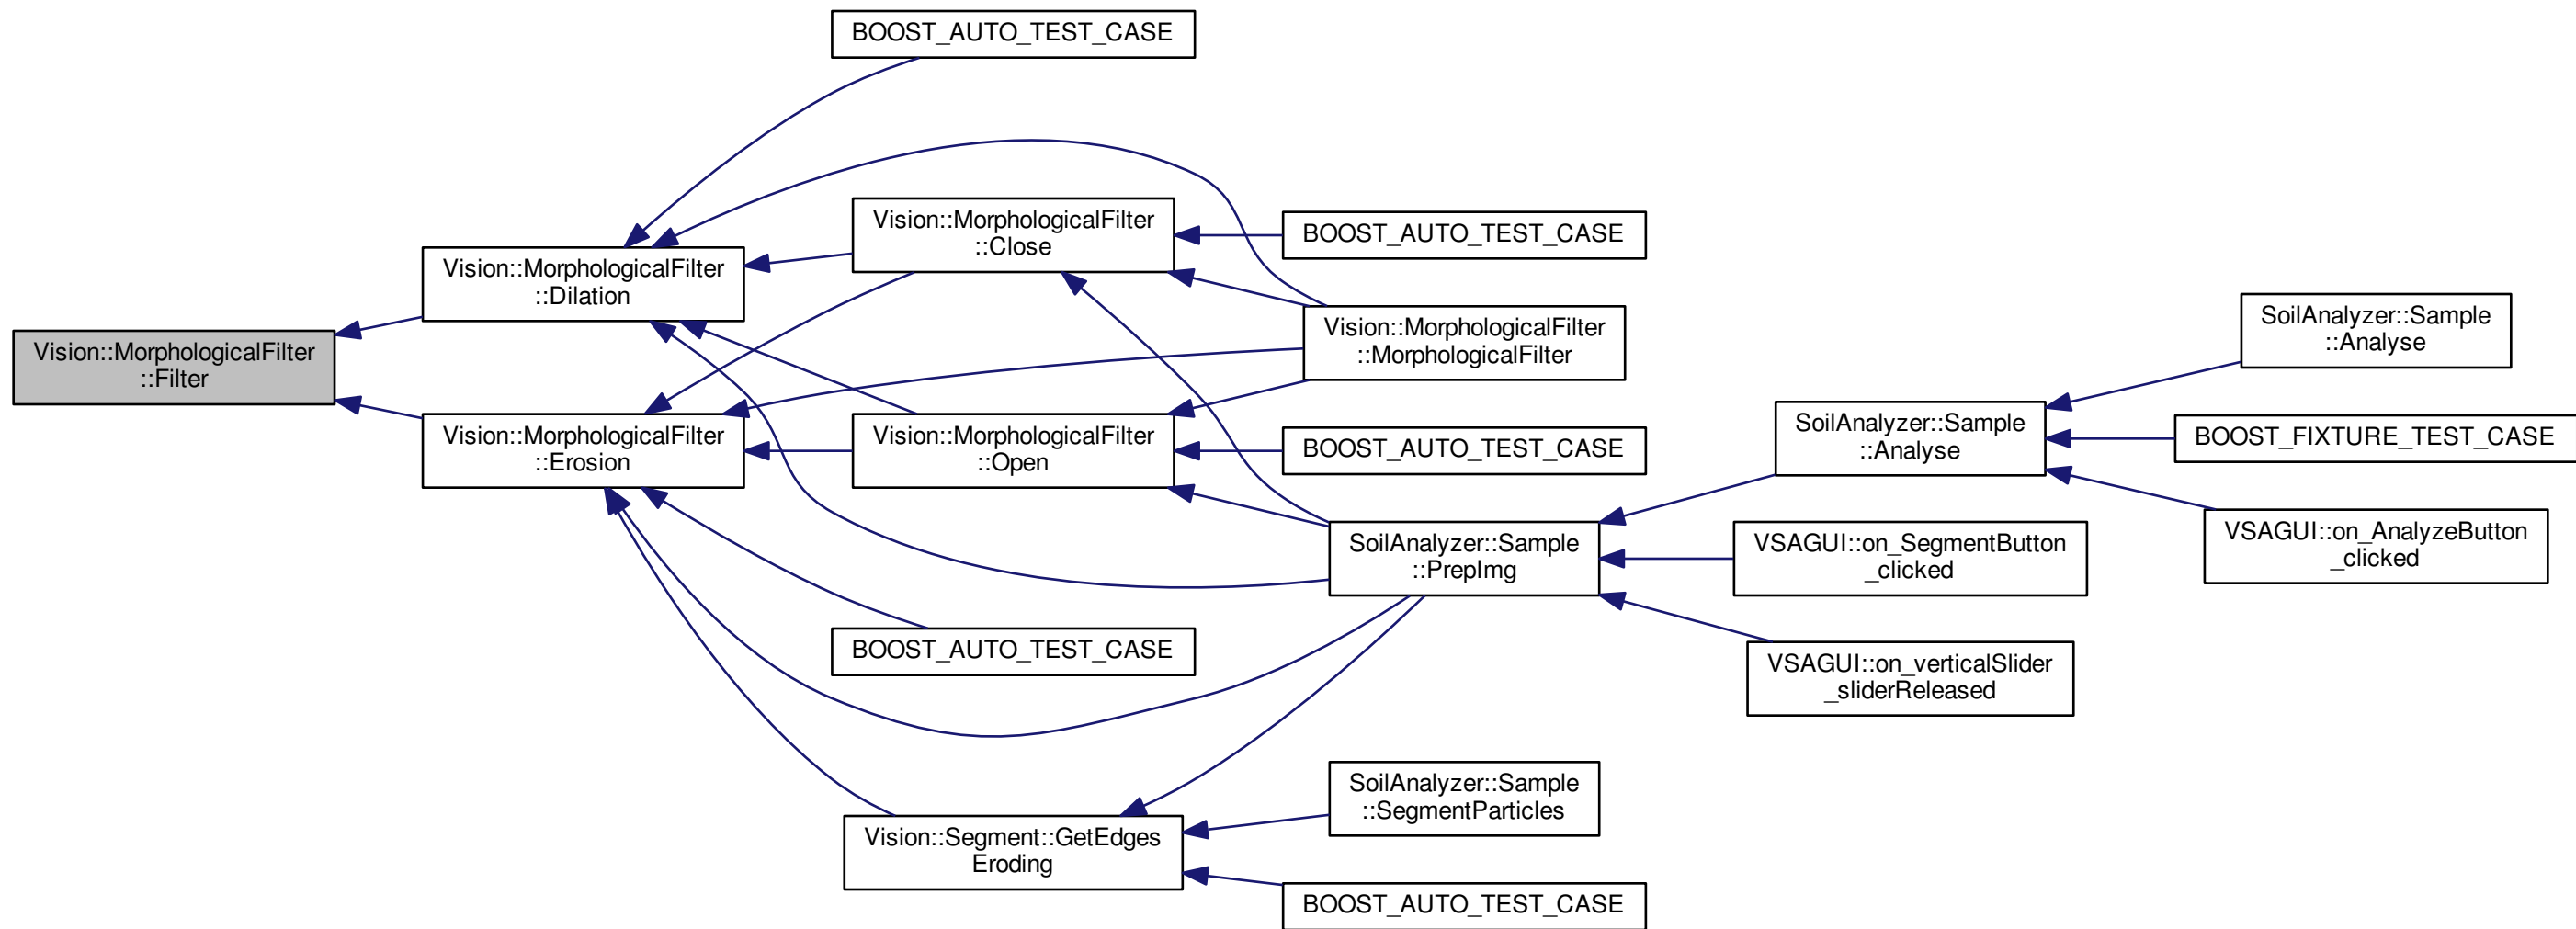 Vision::MorphologicalFilter
::Filter
Vision::MorphologicalFilter
::Dilation
Vision::MorphologicalFilter
::Erosion
BOOST_AUTO_TEST_CASE
Vision::MorphologicalFilter
::Close
Vision::MorphologicalFilter
::Open
BOOST_AUTO_TEST_CASE
Vision::Segment::GetEdges
Eroding
BOOST_AUTO_TEST_CASE
Vision::MorphologicalFilter
::MorphologicalFilter
BOOST_AUTO_TEST_CASE
SoilAnalyzer::Sample
::PrepImg
SoilAnalyzer::Sample
::SegmentParticles
BOOST_AUTO_TEST_CASE
SoilAnalyzer::Sample
::Analyse
VSAGUI::on_SegmentButton
_clicked
VSAGUI::on_verticalSlider
_sliderReleased
SoilAnalyzer::Sample
::Analyse
BOOST_FIXTURE_TEST_CASE
VSAGUI::on_AnalyzeButton
_clicked